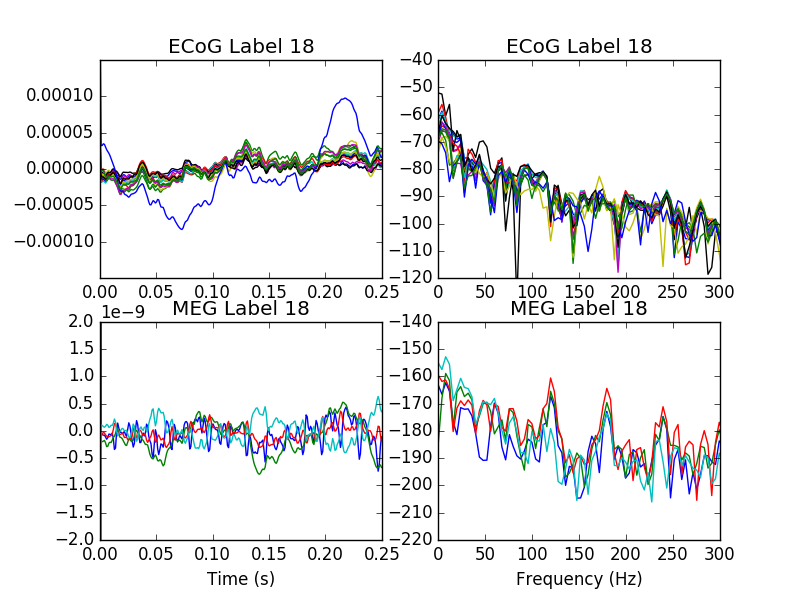 ECoG Label 18
0.00010
0.00005
0.00000
−0.00005
−0.00010
0.00 0.05 0.10 0.15 0.20 0.25
ECoG Label 18
−40
−50
−60
−70
−80
−90
−100
−110
−120
0 50 100 150 200 250 300
MEG Label 18
1e−9
2.0
1.5
1.0
0.5
0.0
−0.5
−1.0
−1.5
−2.0
0.00 0.05 0.10 0.15 0.20 0.25
Time (s)
MEG Label 18
−140
−150
−160
−170
−180
−190
−200
−210
−220
0 50 100 150 200 250 300
Frequency (Hz)